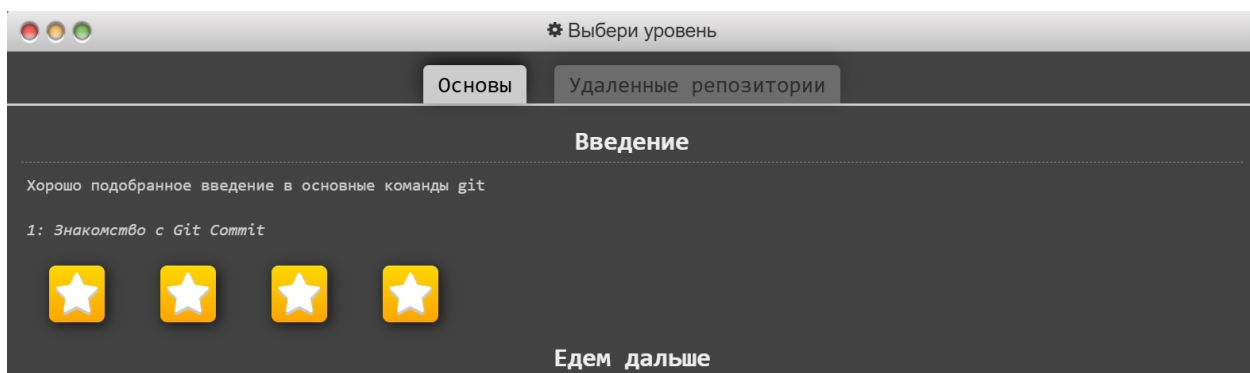 Выбери уровень
Основы
Удаленные репозитории
Введение
Хорошо подобранное введение в основные команды git
1: Знакомство с Git Commit
Едем дальше